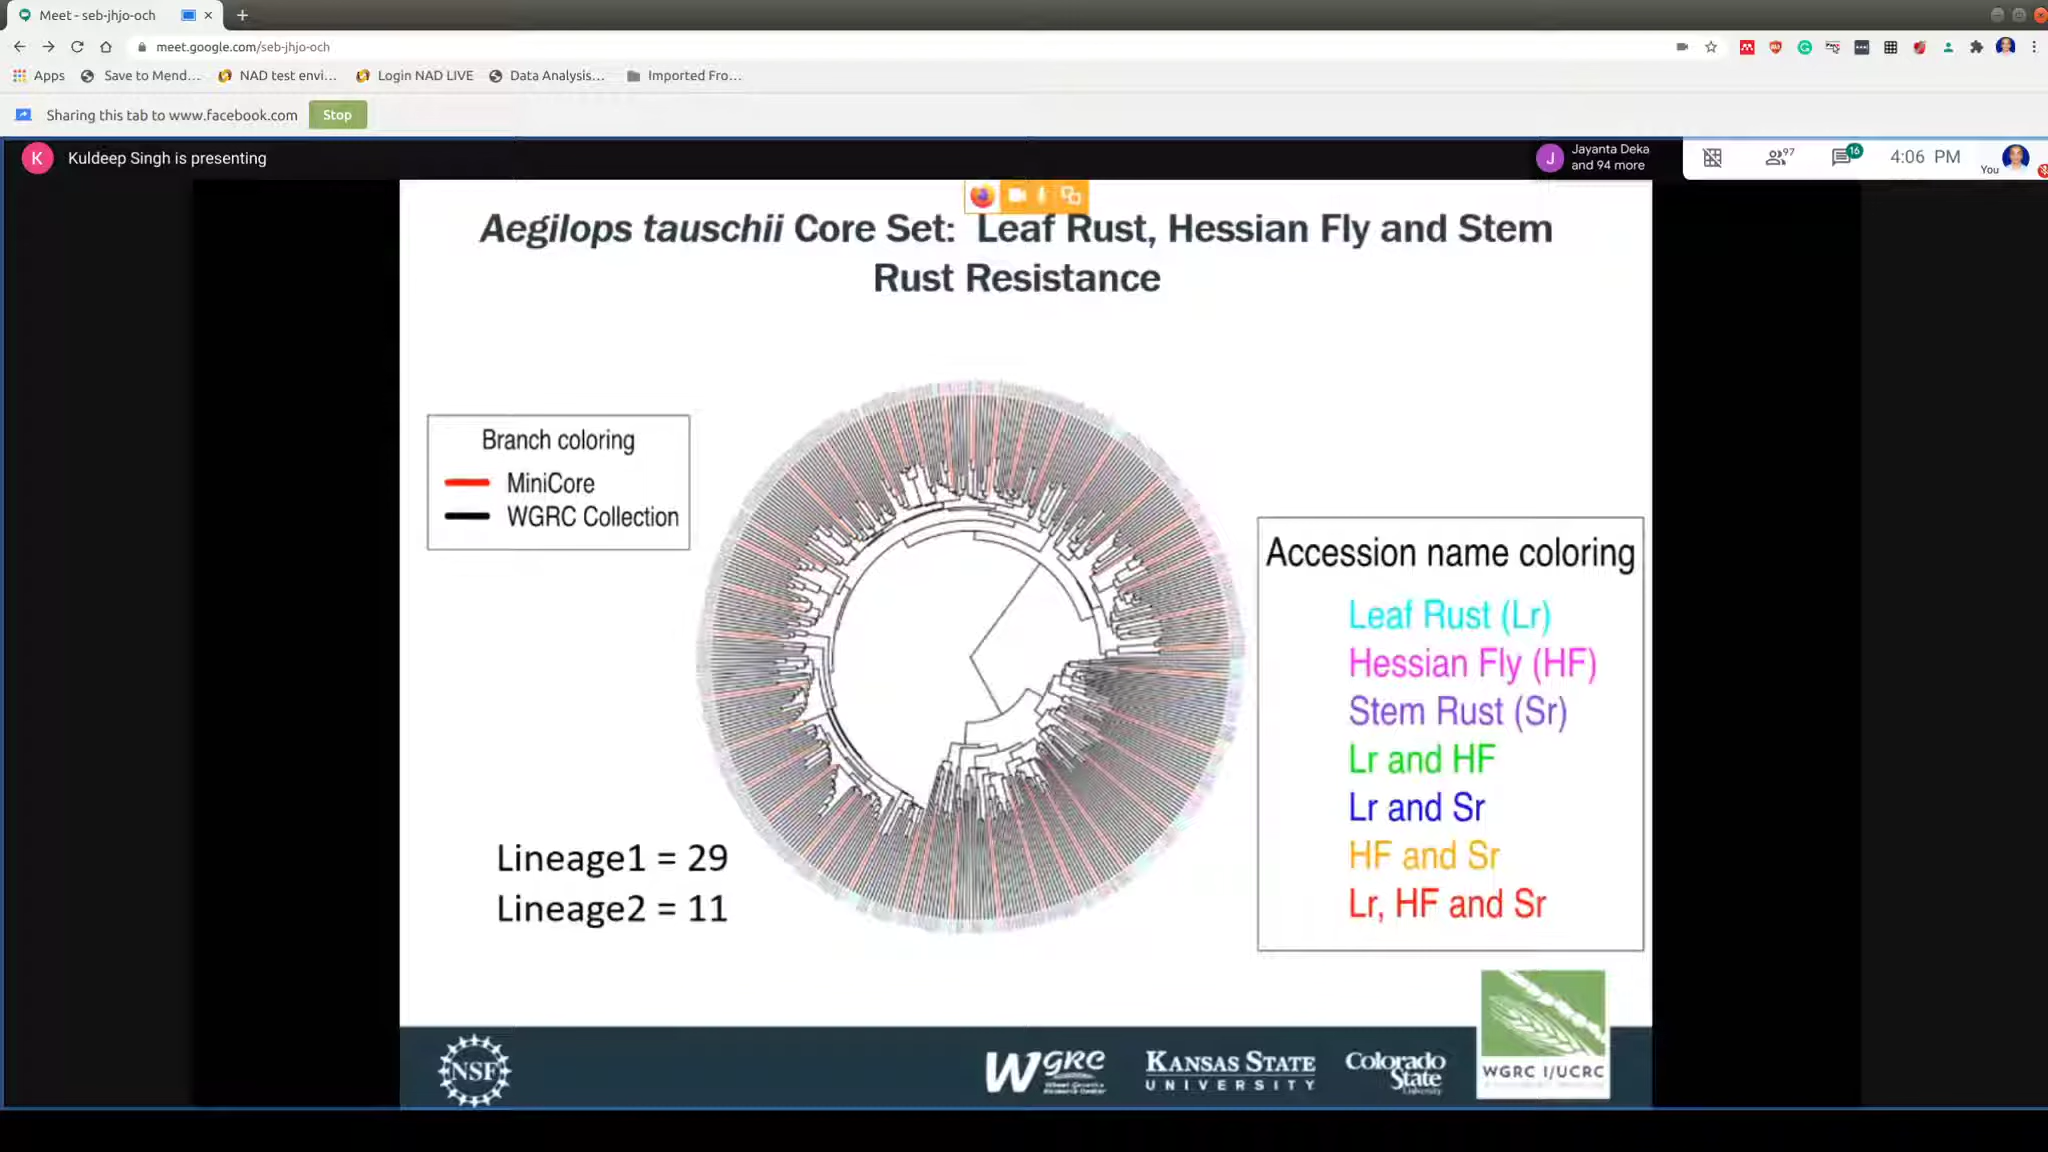 Meet - seb-jhjo-och
meet.google.com/seb-jhjo-och
Apps
Save to Mend...
NAD test envi...
Login NAD LIVE
Data Analysis...
Imported Fro...
Sharing this tab to www.facebook.com
Stop
K
Kuldeep Singh is presenting
J
Jayanta Deka
and 94 more
97
16
4:06 PM
You
Aegilops tauschii Core Set: Leaf Rust, Hessian Fly and Stem
Rust Resistance
Branch coloring
MiniCore
WGRC Collection
Accession name coloring
Leaf Rust (Lr)
Hessian Fly (HF)
Stem Rust (Sr)
Lr and HF
Lr and Sr
HF and Sr
Lr, HF and Sr
Lineage1 = 29
Lineage2 = 11
NSF
WGRC
Wheat Genetics
Resource Center
KANSAS STATE
UNIVERSITY
Colorado
State
University
WGRC I/UCRC